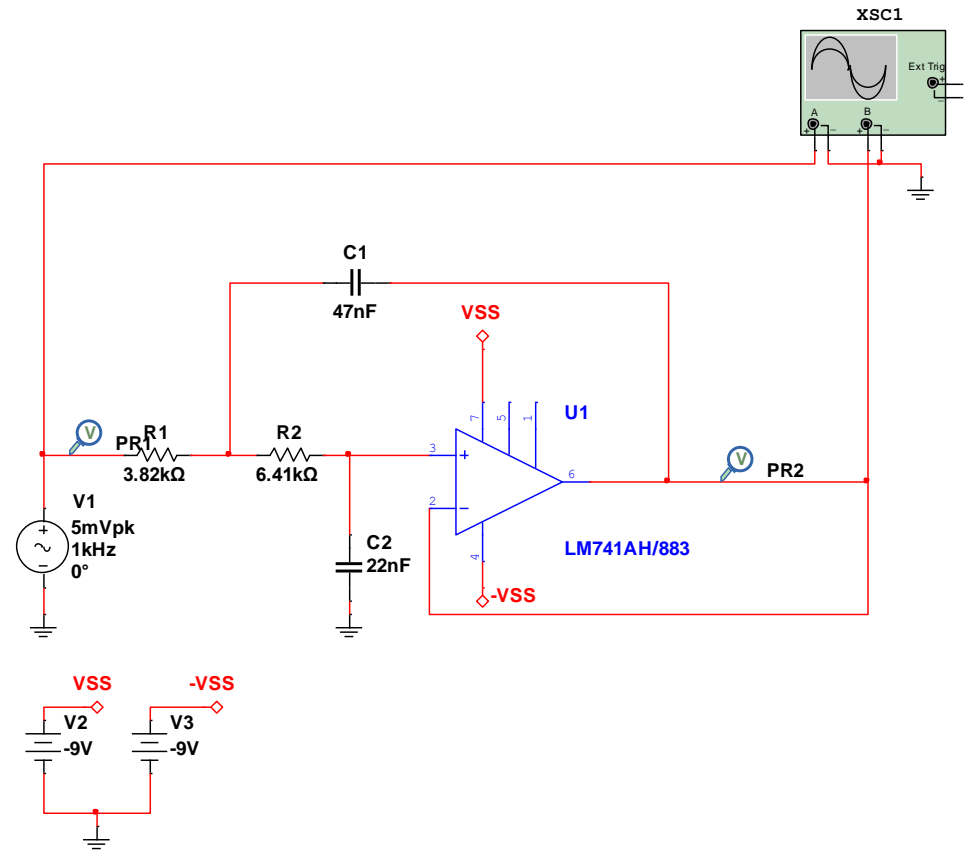 XSC1
Ext Trig
+
−
A
B
+
−
+
−
C1
47nF
VSS
7
5
1
U1
V
PR1
R1
3.82kΩ
R2
6.41kΩ
3
+
2
−
6
V
PR2
4
LM741AH/883
-VSS
V1
+
−
5mVpk
1kHz
0°
C2
22nF
VSS
-VSS
V2
-9V
V3
-9V